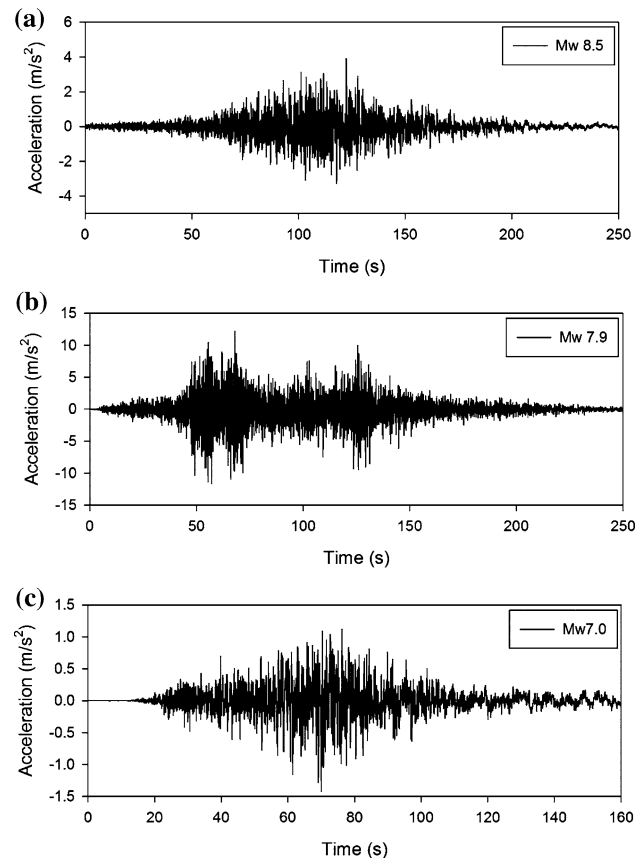 (a)
Acceleration (m/s²)
6
4
2
0
-2
-4
Mw 8.5
0 50 100 150 200 250
Time (s)
(b)
Acceleration (m/s²)
15
10
5
0
-5
-10
-15
Mw 7.9
0 50 100 150 200 250
Time (s)
(c)
Acceleration (m/s²)
1.5
1.0
0.5
0.0
-0.5
-1.0
-1.5
Mw7.0
0 20 40 60 80 100 120 140 160
Time (s)